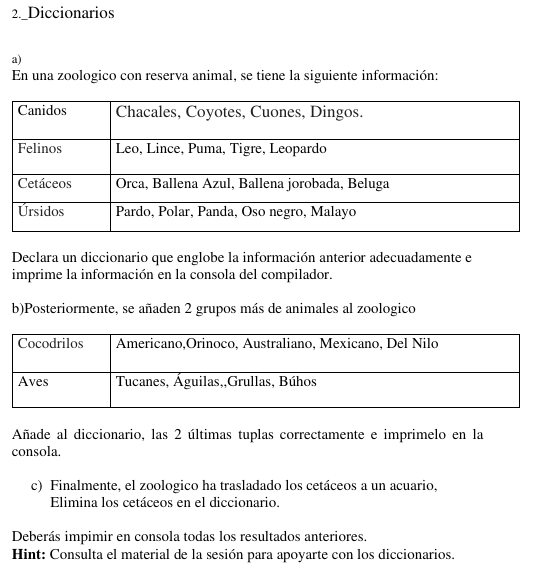 2._Diccionarios
a)
En una zoologico con reserva animal, se tiene la siguiente información:
Canidos Chacales, Coyotes, Cuones, Dingos.
Felinos Leo, Lince, Puma, Tigre, Leopardo
Cetáceos Orca, Ballena Azul, Ballena jorobada, Beluga
Úrsidos Pardo, Polar, Panda, Oso negro, Malayo
Declara un diccionario que englobe la información anterior adecuadamente e
imprime la información en la consola del compilador.
b)Posteriormente, se añaden 2 grupos más de animales al zoologico
Cocodrilos Americano,Orinoco, Australiano, Mexicano, Del Nilo
Aves Tucanes, Águilas,,Grullas, Búhos
Añade al diccionario, las 2 últimas tuplas correctamente e imprimelo en la
consola.
c) Finalmente, el zoologico ha trasladado los cetáceos a un acuario,
Elimina los cetáceos en el diccionario.
Deberás impimir en consola todas los resultados anteriores.
Hint: Consulta el material de la sesión para apoyarte con los diccionarios.